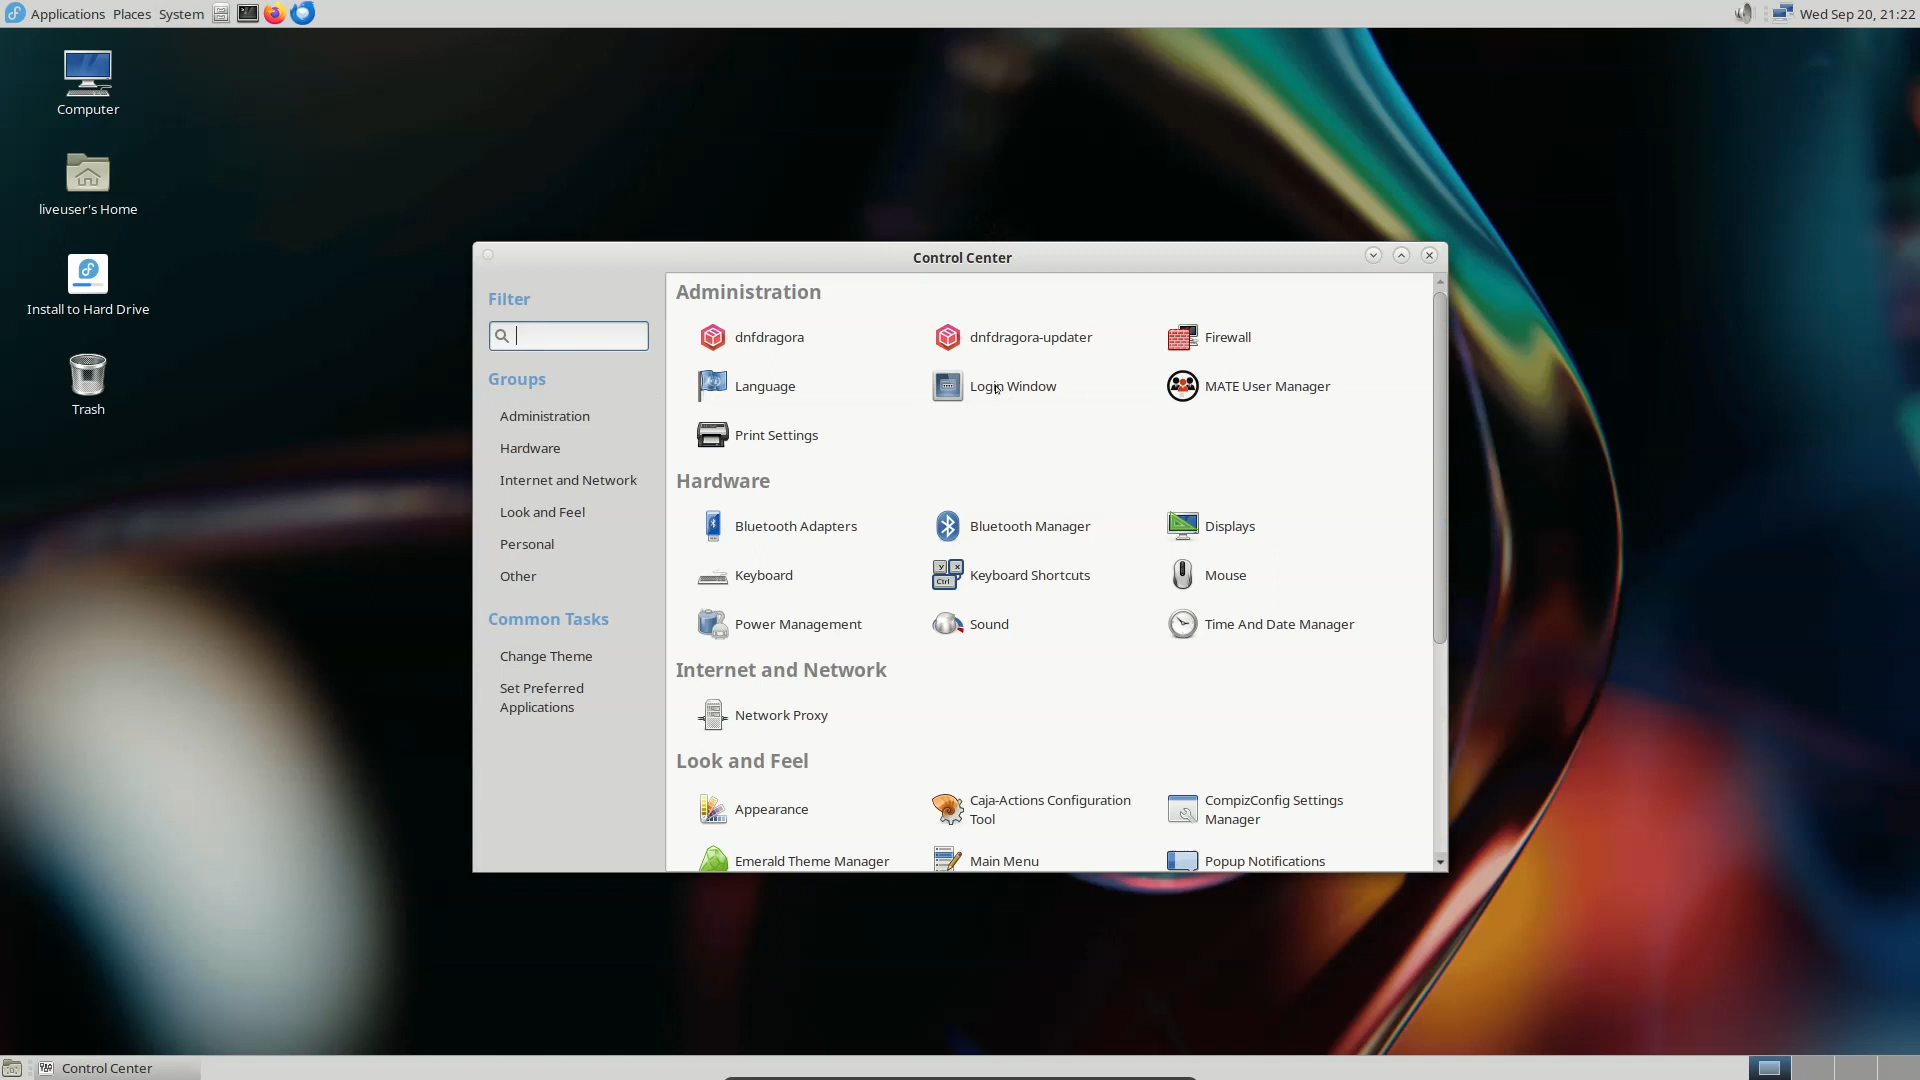 Applications Places System Wed Sep 20, 21:22
Computer
liveuser's Home
Install to Hard Drive
Trash
Control Center
Filter
Groups
Administration
Hardware
Internet and Network
Look and Feel
Personal
Other
Common Tasks
Change Theme
Set Preferred
Applications
Administration
dnfdragora dnfdragora-updater Firewall
Language Login Window MATE User Manager
Print Settings
Hardware
Bluetooth Adapters Bluetooth Manager Displays
Keyboard Keyboard Shortcuts Mouse
Power Management Sound Time And Date Manager
Internet and Network
Network Proxy
Look and Feel
Appearance Caja-Actions Configuration CompizConfig Settings
Tool Manager
Emerald Theme Manager Main Menu Popup Notifications
Control Center